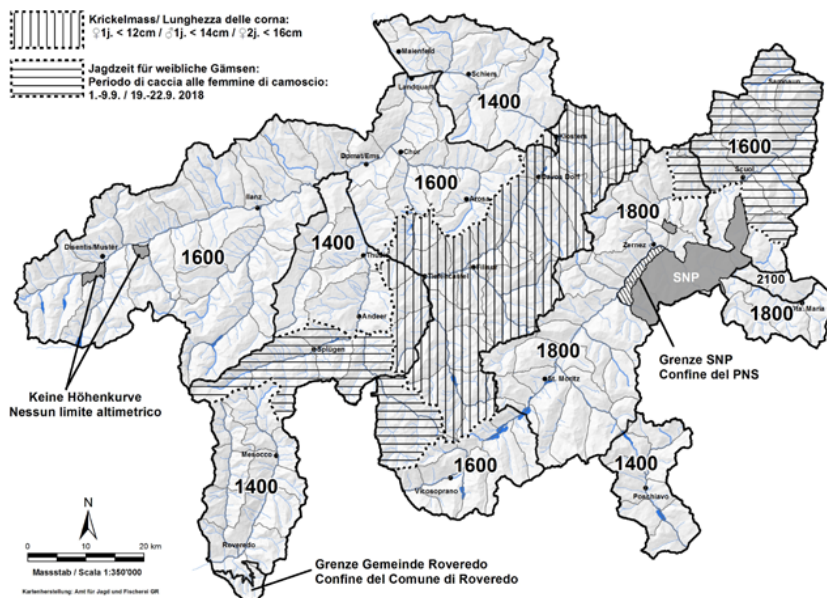 Krickelmass/ Lunghezza delle corna:
♀1j. < 12cm / ♂1j. < 14cm / ♀2j. < 16cm
Jagdzeit für weibliche Gämsen:
Periodo di caccia alle femmine di camoscio:
1.-9.9. / 19.-22.9. 2018
Maienfeld
Schiers
Landquart
1400
Samnaun
Klosters
1600
Domat/Ems
Chur
Scuol
Davos Dorf
1600
Arosa
1800
Ilanz
Zernez
1400
Disentis/Mustér
1600
Thusis
Tiefencastel
Filisur
SNP
2100
Sta. Maria
1800
Andeer
Splügen
1800
Grenze SNP
Confine del PNS
St. Moritz
Keine Höhenkurve
Nessun limite altimetrico
Mesocco
1600
1400
1400
Vicosoprano
Poschiavo
N
Roveredo
0 10 20 km
Massstab / Scala 1:350'000
Grenze Gemeinde Roveredo
Confine del Comune di Roveredo
Kartenherstellung: Amt für Jagd und Fischerei GR